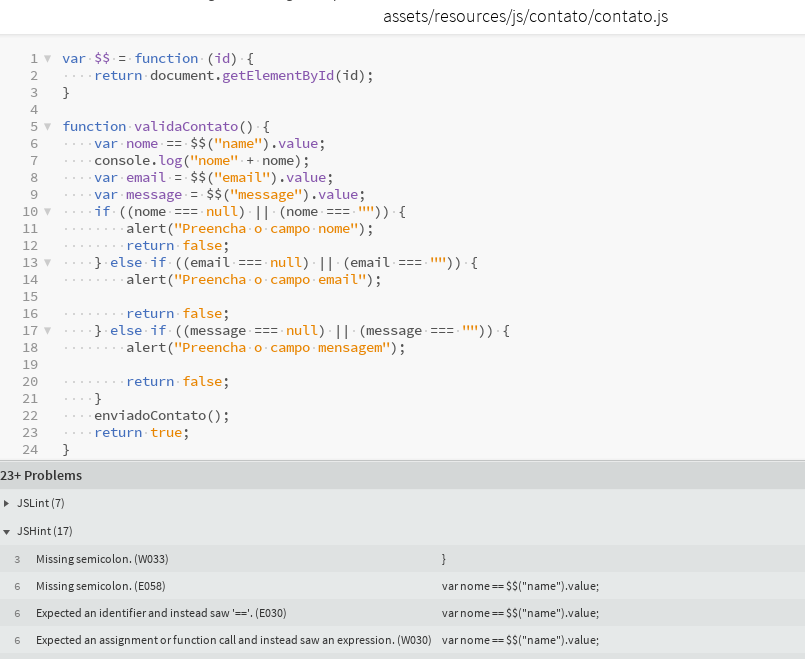 assets/resources/js/contato/contato.js
1 var $$ = function (id) {
2 return document.getElementById(id);
3 }
4
5 function validaContato() {
6 var nome == $$("name").value;
7 console.log("nome" + nome);
8 var email = $$("email").value;
9 var message = $$("message").value;
10 if ((nome === null) || (nome === "")) {
11 alert("Preencha o campo nome");
12 return false;
13 } else if ((email === null) || (email === "")) {
14 alert("Preencha o campo email");
15
16 return false;
17 } else if ((message === null) || (message === "")) {
18 alert("Preencha o campo mensagem");
19
20 return false;
21 }
22 enviadoContato();
23 return true;
24 }
23+ Problems
JSLint (7)
JSHint (17)
3 Missing semicolon. (W033) }
6 Missing semicolon. (E058) var nome == $$("name").value;
6 Expected an identifier and instead saw '=='. (E030) var nome == $$("name").value;
6 Expected an assignment or function call and instead saw an expression. (W030) var nome == $$("name").value;